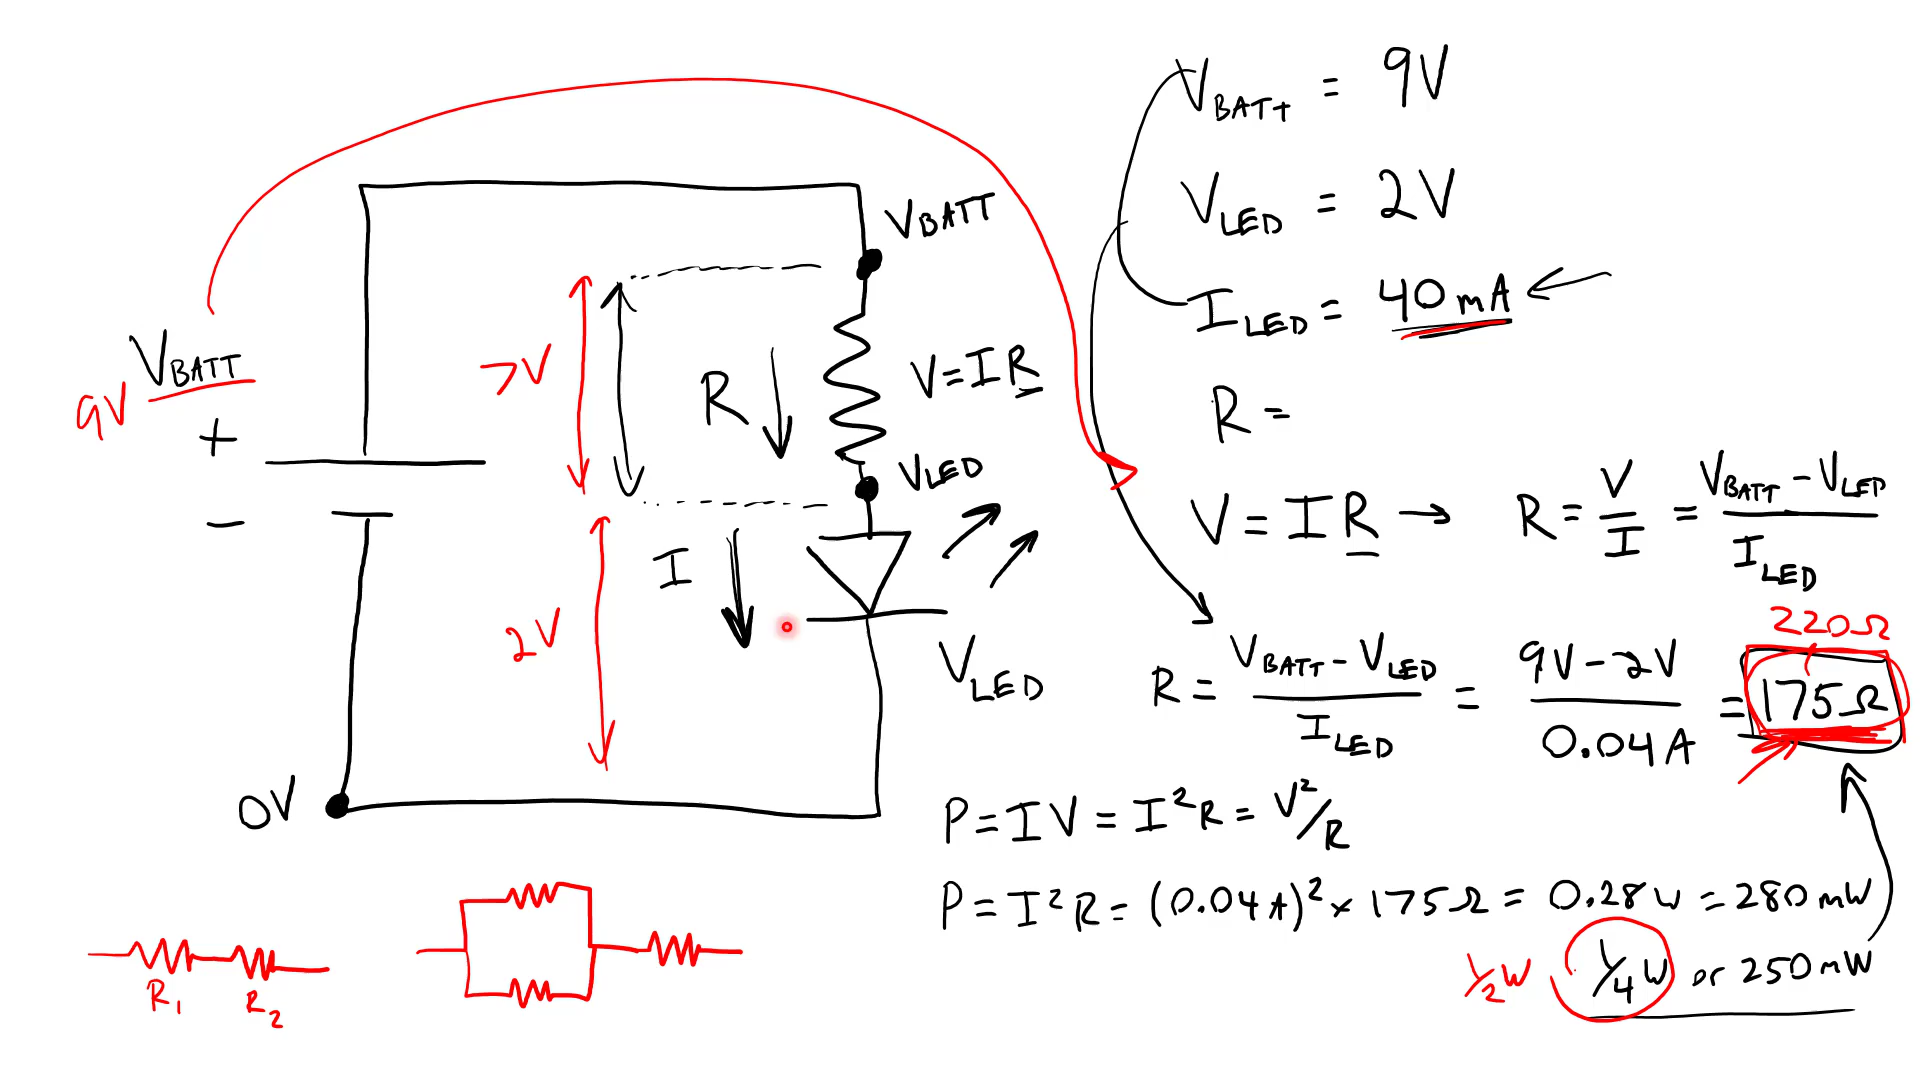 V_BATT
9V
+
−
0V
7V
2V
R
I
V_BATT
V=IR
V_LED
V_LED
R₁
R₂
V_BATT = 9V
V_LED = 2V
I_LED = 40mA
R =
V = IR → R = V/I = (V_BATT - V_LED)/I_LED
220Ω
R = (V_BATT - V_LED)/I_LED = (9V - 2V)/0.04A = 175Ω
P = IV = I²R = V²/R
P = I²R = (0.04A)² × 175Ω = 0.28W = 280mW
1/2W 1/4W or 250mW